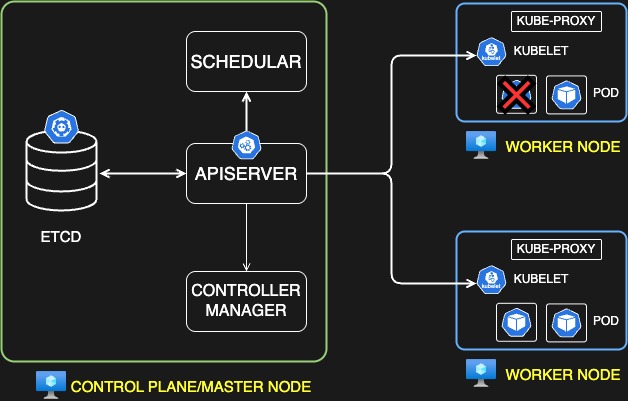 SCHEDULAR
APISERVER
ETCD
CONTROLLER
MANAGER
CONTROL PLANE/MASTER NODE
KUBE-PROXY
kubelet
KUBELET
POD
WORKER NODE
KUBE-PROXY
kubelet
KUBELET
POD
WORKER NODE